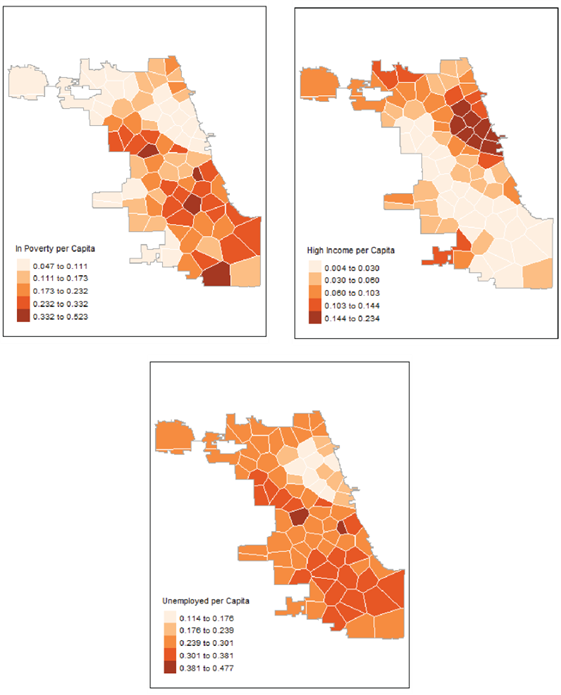 In Poverty per Capita
0.047 to 0.111
0.111 to 0.173
0.173 to 0.232
0.232 to 0.332
0.332 to 0.523
High Income per Capita
0.004 to 0.030
0.030 to 0.060
0.060 to 0.103
0.103 to 0.144
0.144 to 0.234
Unemployed per Capita
0.114 to 0.176
0.176 to 0.239
0.239 to 0.301
0.301 to 0.381
0.381 to 0.477